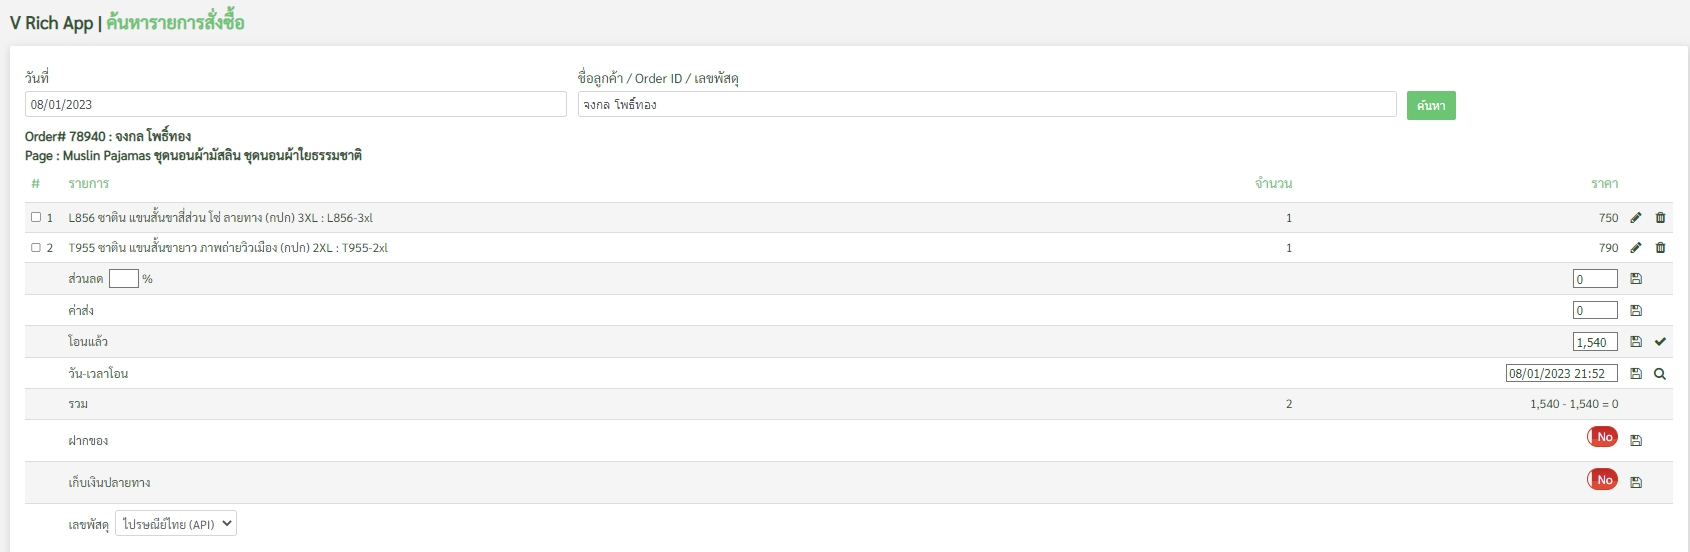 V Rich App | ค้นหารายการสั่งซื้อ
วันที่
ชื่อลูกค้า / Order ID / เลขพัสดุ
08/01/2023
จงกล โพธิ์ทอง
ค้นหา
Order# 78940 : จงกล โพธิ์ทอง
Page : Muslin Pajamas ชุดนอนผ้ามัสลิน ชุดนอนผ้าใยธรรมชาติ
# รายการ จำนวน ราคา
1 L856 ซาติน แขนสั้นขาสี่ส่วน โซ่ ลายทาง (กปก) 3XL : L856-3xl 1 750
2 T955 ซาติน แขนสั้นขายาว ภาพถ่ายวิวเมือง (กปก) 2XL : T955-2xl 1 790
ส่วนลด % 0
ค่าส่ง 0
โอนแล้ว 1,540
วัน-เวลาโอน 08/01/2023 21:52
รวม 2 1,540 - 1,540 = 0
ฝากของ No
เก็บเงินปลายทาง No
เลขพัสดุ ไปรษณีย์ไทย (API)